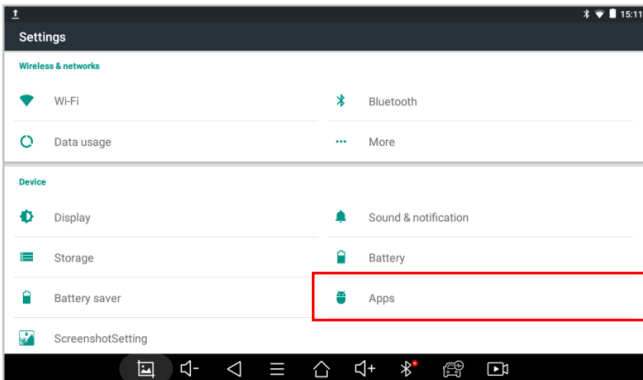 15:11
Settings
Wireless & networks
Wi-Fi
Bluetooth
Data usage
More
Device
Display
Sound & notification
Storage
Battery
Battery saver
Apps
ScreenshotSetting